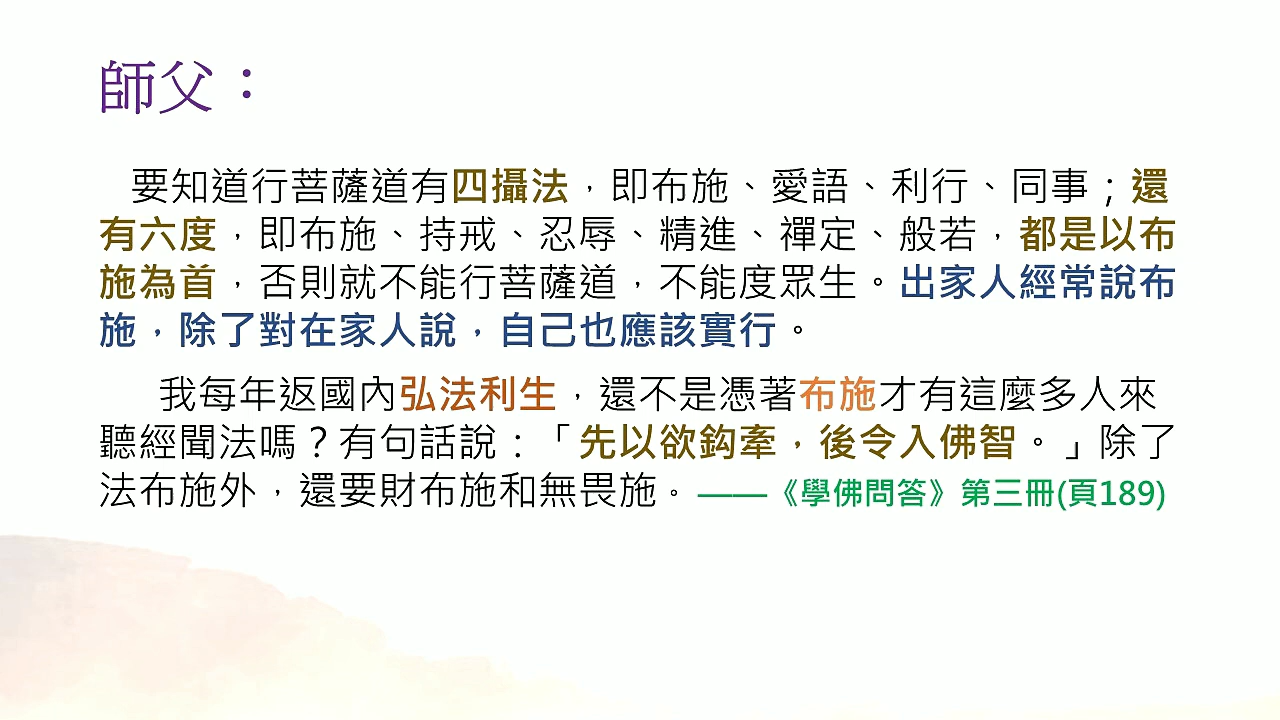 師父：
要知道行菩薩道有四攝法，即布施、愛語、利行、同事；還
有六度，即布施、持戒、忍辱、精進、禪定、般若，都是以布
施為首，否則就不能行菩薩道，不能度眾生。出家人經常說布
施，除了對在家人說，自己也應該實行。
我每年返國內弘法利生，還不是憑著布施才有這麼多人來
聽經聞法嗎？有句話說：「先以欲鈎牽，後令入佛智。」除了
法布施外，還要財布施和無畏施。——《學佛問答》第三冊(頁189)